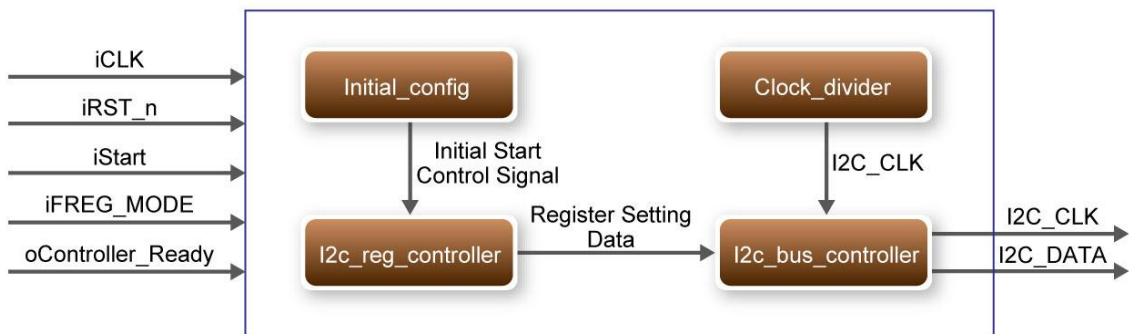 iCLK
iRST_n
iStart
iFREG_MODE
oController_Ready
Initial_config
Clock_divider
Initial Start
Control Signal
I2C_CLK
I2c_reg_controller
Register Setting
Data
I2c_bus_controller
I2C_CLK
I2C_DATA